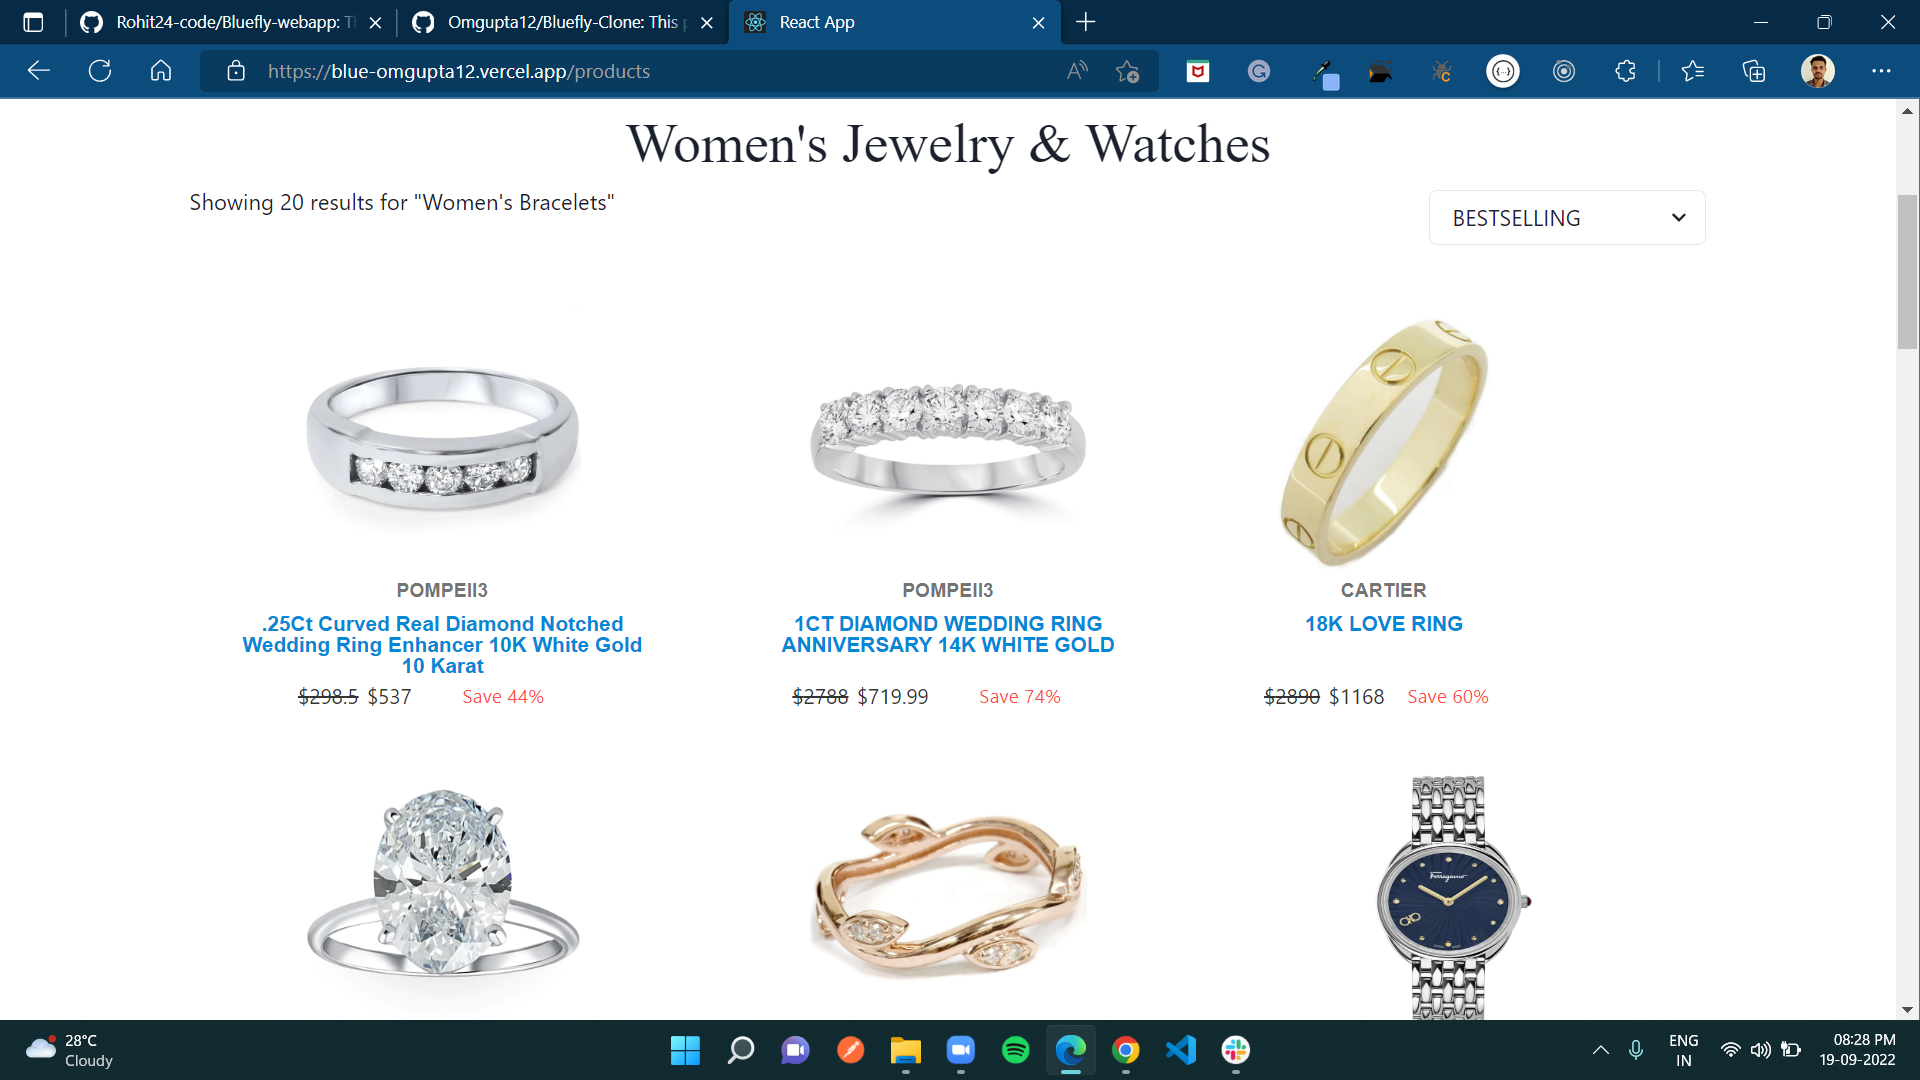 Rohit24-code/Bluefly-webapp: T
Omgupta12/Bluefly-Clone: This p
React App
https://blue-omgupta12.vercel.app/products
Women's Jewelry & Watches
Showing 20 results for "Women's Bracelets"
BESTSELLING
POMPEII3
.25Ct Curved Real Diamond Notched
Wedding Ring Enhancer 10K White Gold
10 Karat
$298.5 $537 Save 44%
POMPEII3
1CT DIAMOND WEDDING RING
ANNIVERSARY 14K WHITE GOLD
$2788 $719.99 Save 74%
CARTIER
18K LOVE RING
$2890 $1168 Save 60%
Ferragamo
28°C
Cloudy
ENG
IN
08:28 PM
19-09-2022